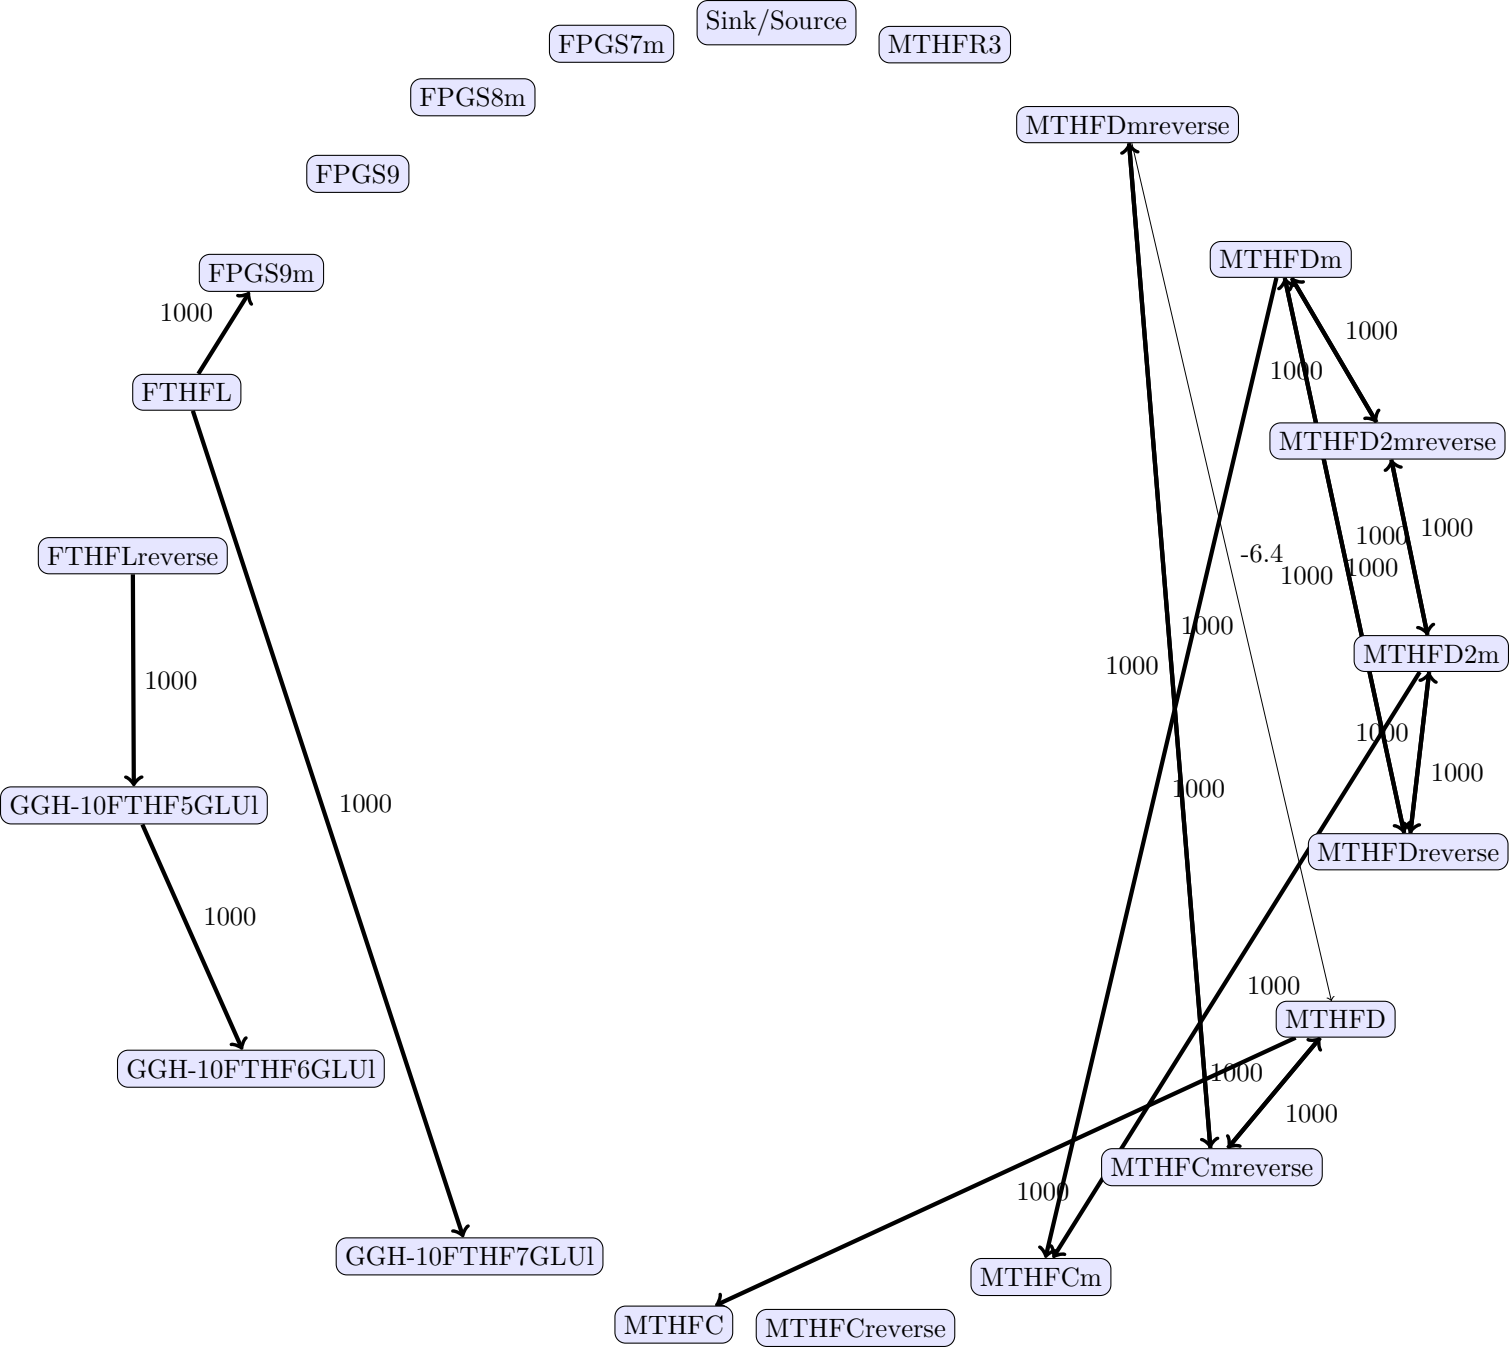 Sink/Source
FPGS7m
MTHFR3
FPGS8m
MTHFDmreverse
FPGS9
MTHFDm
FPGS9m
1000
1000
1000
FTHFL
MTHFD2mreverse
1000
1000
-6.4
FTHFLreverse
1000
1000
1000
MTHFD2m
1000
1000
1000
1000
1000
1000
GGH-10FTHF5GLUl
MTHFDreverse
1000
1000
MTHFD
GGH-10FTHF6GLUl
1000
1000
MTHFCmreverse
1000
GGH-10FTHF7GLUl
MTHFCm
MTHFC
MTHFCreverse